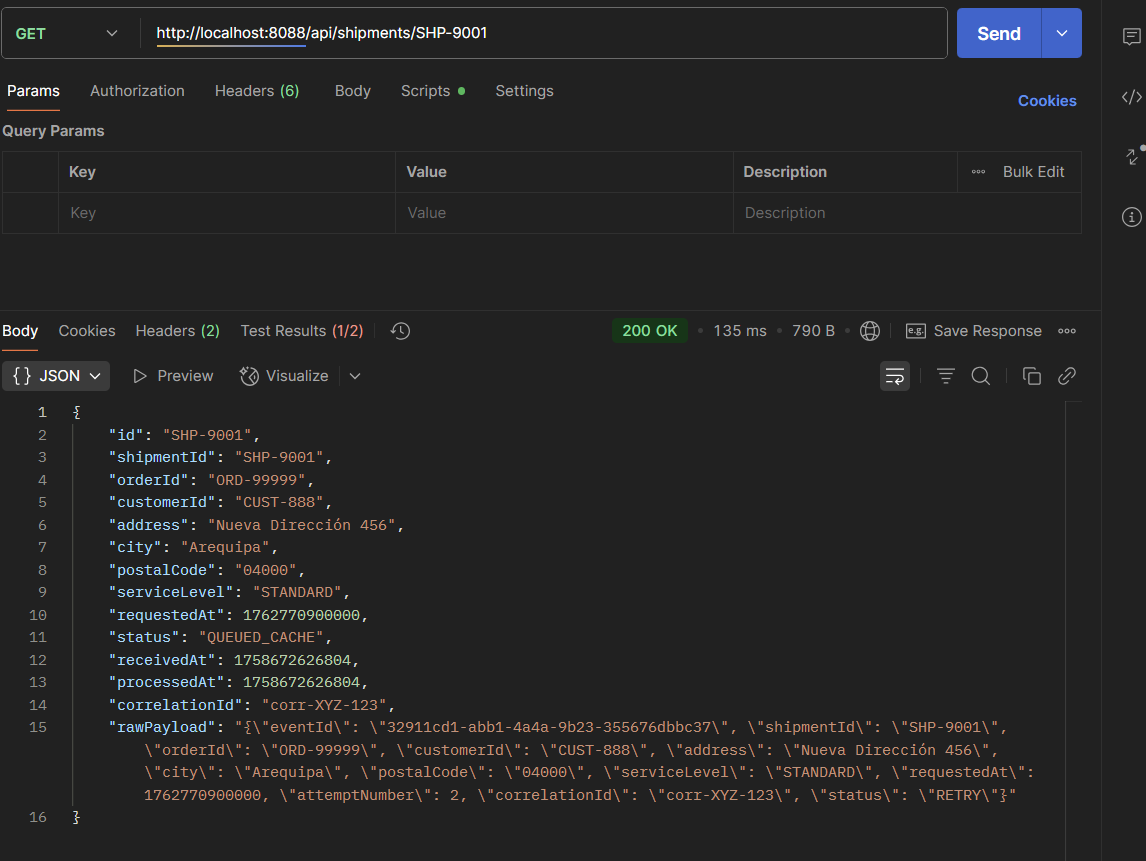 GET http://localhost:8088/api/shipments/SHP-9001 Send
Params Authorization Headers (6) Body Scripts Settings Cookies
Query Params
Key Value Description Bulk Edit
Key Value Description
Body Cookies Headers (2) Test Results (1/2) 200 OK • 135 ms • 790 B • e.g. Save Response
{} JSON Preview Visualize
1 {
2 "id": "SHP-9001",
3 "shipmentId": "SHP-9001",
4 "orderId": "ORD-99999",
5 "customerId": "CUST-888",
6 "address": "Nueva Dirección 456",
7 "city": "Arequipa",
8 "postalCode": "04000",
9 "serviceLevel": "STANDARD",
10 "requestedAt": 1762770900000,
11 "status": "QUEUED_CACHE",
12 "receivedAt": 1758672626804,
13 "processedAt": 1758672626804,
14 "correlationId": "corr-XYZ-123",
15 "rawPayload": "{\"eventId\": \"32911cd1-abb1-4a4a-9b23-355676dbbc37\", \"shipmentId\": \"SHP-9001\",
\"orderId\": \"ORD-99999\", \"customerId\": \"CUST-888\", \"address\": \"Nueva Dirección 456\",
\"city\": \"Arequipa\", \"postalCode\": \"04000\", \"serviceLevel\": \"STANDARD\", \"requestedAt\":
1762770900000, \"attemptNumber\": 2, \"correlationId\": \"corr-XYZ-123\", \"status\": \"RETRY\"}"
16 }